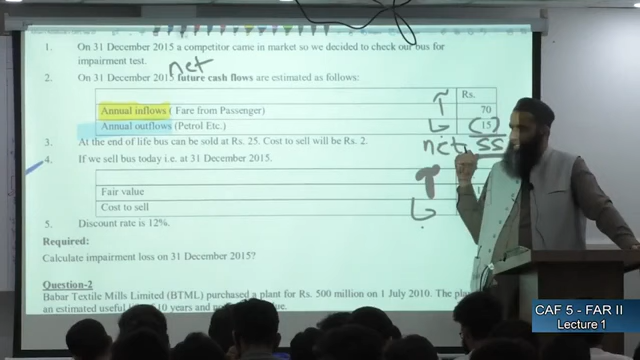 1. On 31 December 2015 a competitor came in market so we decided to check our bus for
impairment test.
net
2. On 31 December 2015 future cash flows are estimated as follows:
Rs.
Annual inflows ( Fare from Passenger) 70
Annual outflows (Petrol Etc.) (15)
net 55
3. At the end of life bus can be sold at Rs. 25. Cost to sell will be Rs. 2.
4. If we sell bus today i.e. at 31 December 2015.
Fair value
Cost to sell
5. Discount rate is 12%.
Required:
Calculate impairment loss on 31 December 2015?
Question-2
Babar Textile Mills Limited (BTML) purchased a plant for Rs. 500 million on 1 July 2010. The
an estimated useful 10 years and
CAF 5 - FAR II
Lecture 1